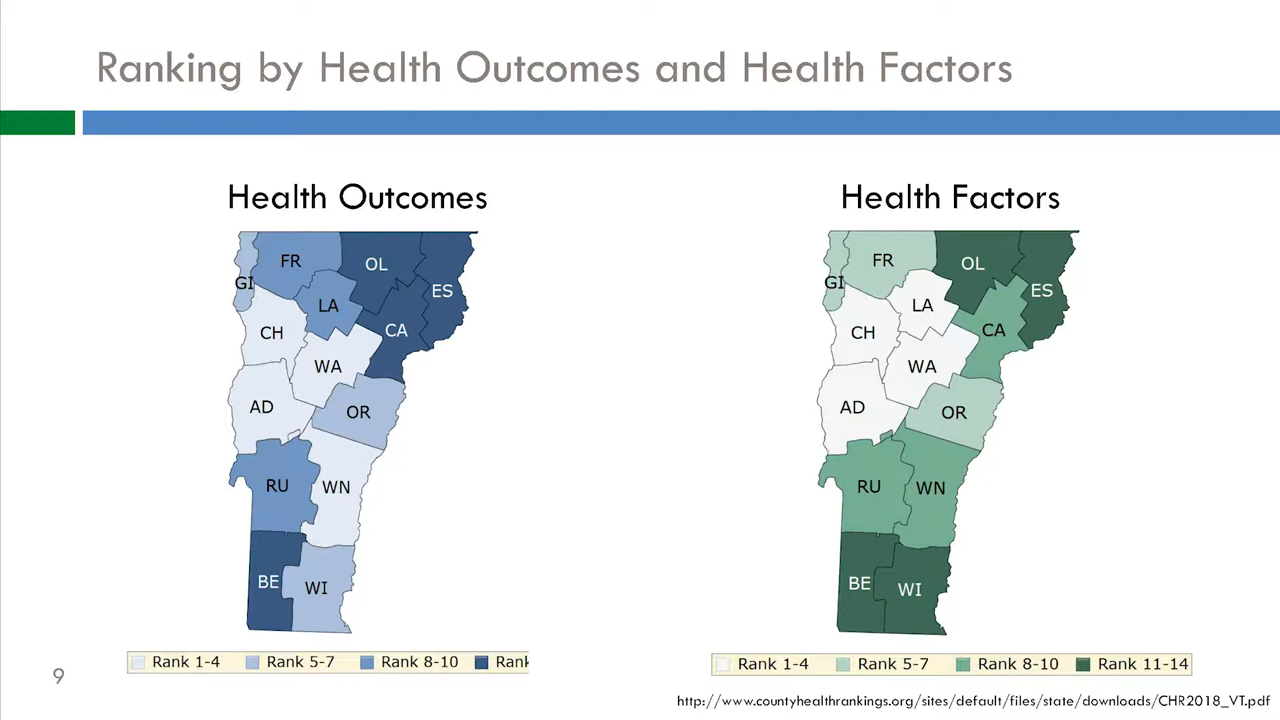 Ranking by Health Outcomes and Health Factors
Health Outcomes
FR
OL
GI
ES
LA
CH
CA
WA
AD
OR
RU
WN
BE
WI
Rank 1-4
Rank 5-7
Rank 8-10
Rank
Health Factors
FR
OL
GI
ES
LA
CH
CA
WA
AD
OR
RU
WN
BE
WI
Rank 1-4
Rank 5-7
Rank 8-10
Rank 11-14
9
http://www.countyhealthrankings.org/sites/default/files/state/downloads/CHR2018_VT.pdf